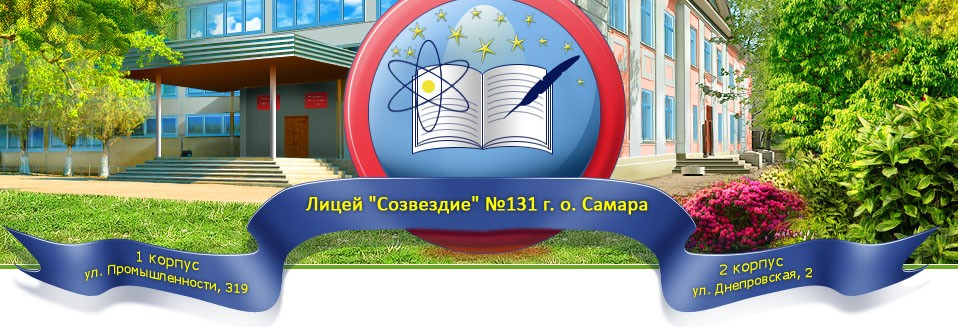 Лицей "Созвездие" №131 г. о. Самара
1 корпус
ул. Промышленности, 319
2 корпус
ул. Днепровская, 2